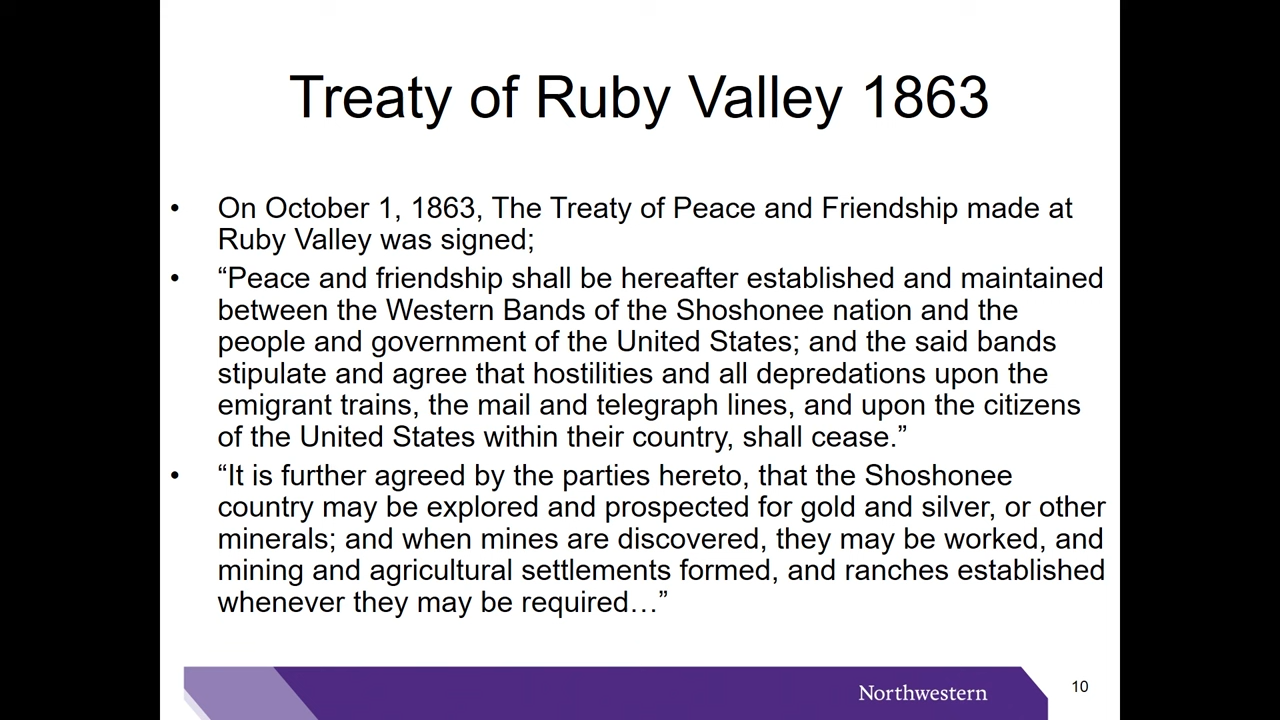 Treaty of Ruby Valley 1863
• On October 1, 1863, The Treaty of Peace and Friendship made at
Ruby Valley was signed;
• “Peace and friendship shall be hereafter established and maintained
between the Western Bands of the Shoshonee nation and the
people and government of the United States; and the said bands
stipulate and agree that hostilities and all depredations upon the
emigrant trains, the mail and telegraph lines, and upon the citizens
of the United States within their country, shall cease.”
• “It is further agreed by the parties hereto, that the Shoshonee
country may be explored and prospected for gold and silver, or other
minerals; and when mines are discovered, they may be worked, and
mining and agricultural settlements formed, and ranches established
whenever they may be required…”
Northwestern
10